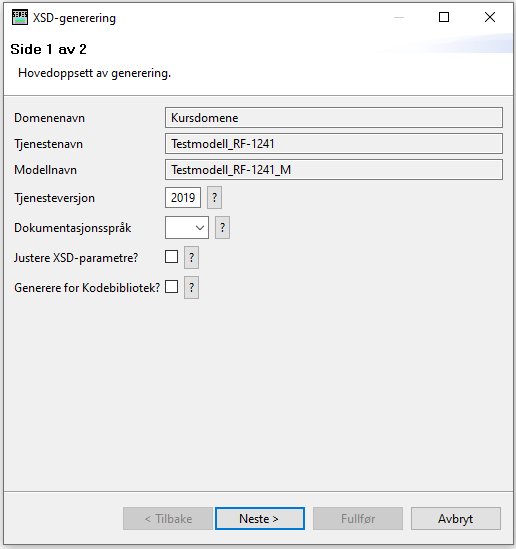 XSD-generering
Side 1 av 2
Hovedoppsett av generering.
Domenenavn Kursdomene
Tjenestenavn Testmodell_RF-1241
Modellnavn Testmodell_RF-1241_M
Tjenesteversjon 2019 ?
Dokumentasjonsspråk ?
Justere XSD-parametre? ?
Generere for Kodebibliotek? ?
< Tilbake Neste > Fullfør Avbryt